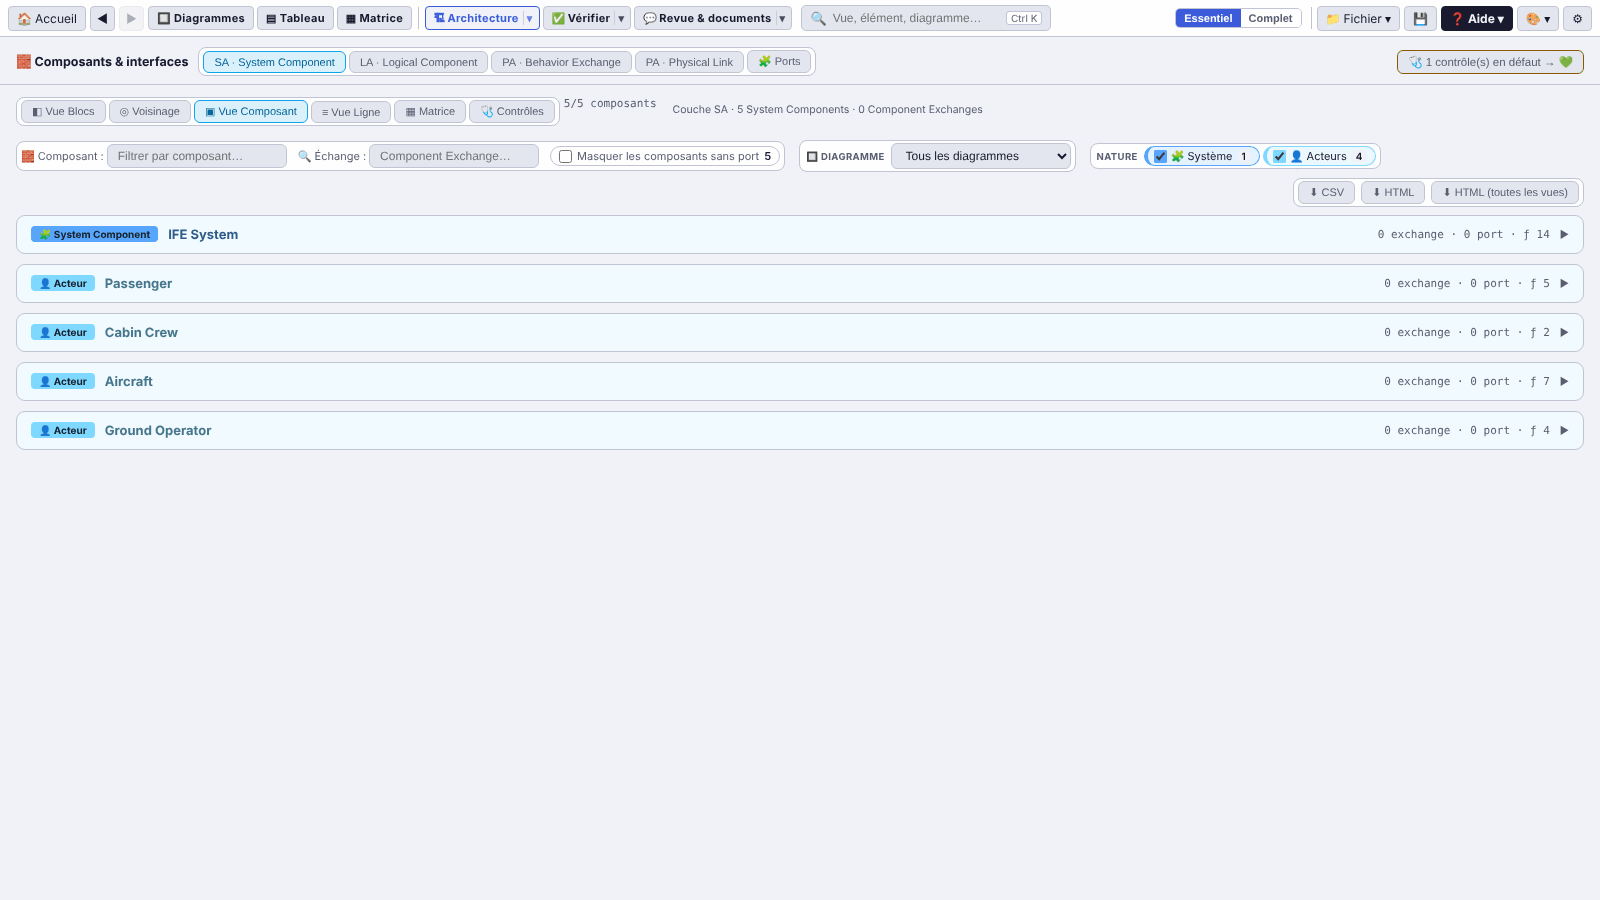 🏠 Accueil ◀ ▶ 🔲 Diagrammes ▤ Tableau ▦ Matrice 🏗 Architecture ▾ ✅ Vérifier ▾ 💬 Revue & documents ▾ 🔍 Vue, élément, diagramme… Ctrl K Essentiel Complet 📁 Fichier ▾ 💾 ❓ Aide ▾ 🎨 ▾ ⚙
🧱 Composants & interfaces SA · System Component LA · Logical Component PA · Behavior Exchange PA · Physical Link 🧩 Ports 🩺 1 contrôle(s) en défaut → 💚
◧ Vue Blocs ◎ Voisinage ▣ Vue Composant ≡ Vue Ligne ▦ Matrice 🩺 Contrôles 5/5 composants Couche SA · 5 System Components · 0 Component Exchanges
🧱 Composant : Filtrer par composant… 🔍 Échange : Component Exchange… Masquer les composants sans port 5 🔲 DIAGRAMME Tous les diagrammes NATURE 🧩 Système 1 👤 Acteurs 4
⬇ CSV ⬇ HTML ⬇ HTML (toutes les vues)
🧩 System Component IFE System 0 exchange · 0 port · ƒ 14 ▶
👤 Acteur Passenger 0 exchange · 0 port · ƒ 5 ▶
👤 Acteur Cabin Crew 0 exchange · 0 port · ƒ 2 ▶
👤 Acteur Aircraft 0 exchange · 0 port · ƒ 7 ▶
👤 Acteur Ground Operator 0 exchange · 0 port · ƒ 4 ▶